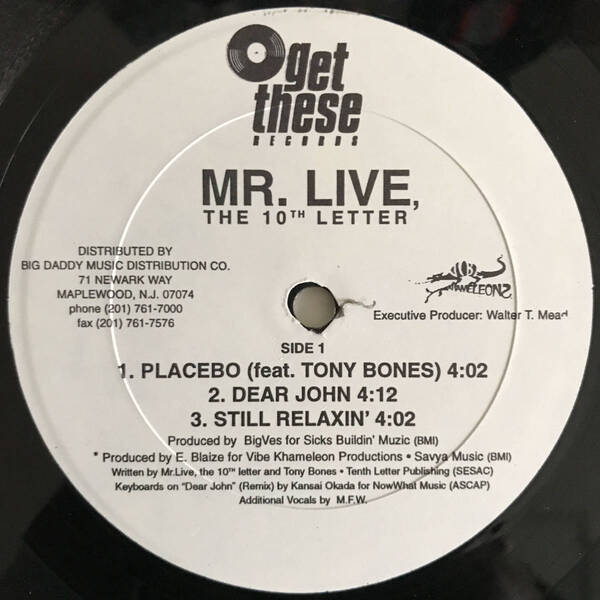 get
these
RECORDS
MR. LIVE,
THE 10TH LETTER
DISTRIBUTED BY
BIG DADDY MUSIC DISTRIBUTION CO.
71 NEWARK WAY
MAPLEWOOD, N.J. 07074
phone (201) 761-7000
fax (201) 761-7576
KAMELEONZ
Executive Producer: Walter T. Mead
SIDE 1
1. PLACEBO (feat. TONY BONES) 4:02
2. DEAR JOHN 4:12
3. STILL RELAXIN' 4:02
Produced by BigVes for Sicks Buildin' Muzic (BMI)
* Produced by E. Blaize for Vibe Khameleon Productions • Savya Music (BMI)
Written by Mr.Live, the 10TH letter and Tony Bones • Tenth Letter Publishing (SESAC)
Keyboards on "Dear John" (Remix) by Kansai Okada for NowWhat Music (ASCAP)
Additional Vocals by M.F.W.